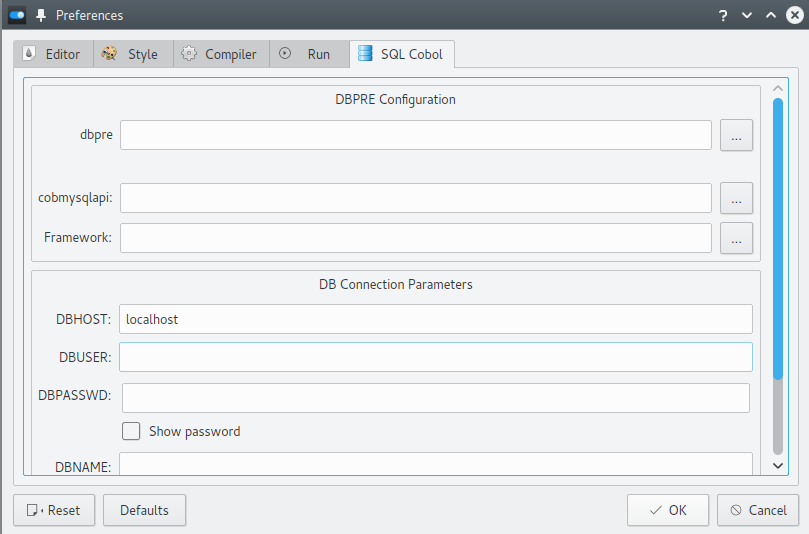 Preferences
?
Editor Style Compiler Run SQL Cobol
DBPRE Configuration
dbpre ...
cobmysqlapi: ...
Framework: ...
DB Connection Parameters
DBHOST: localhost
DBUSER:
DBPASSWD:
Show password
DBNAME:
Reset Defaults OK Cancel